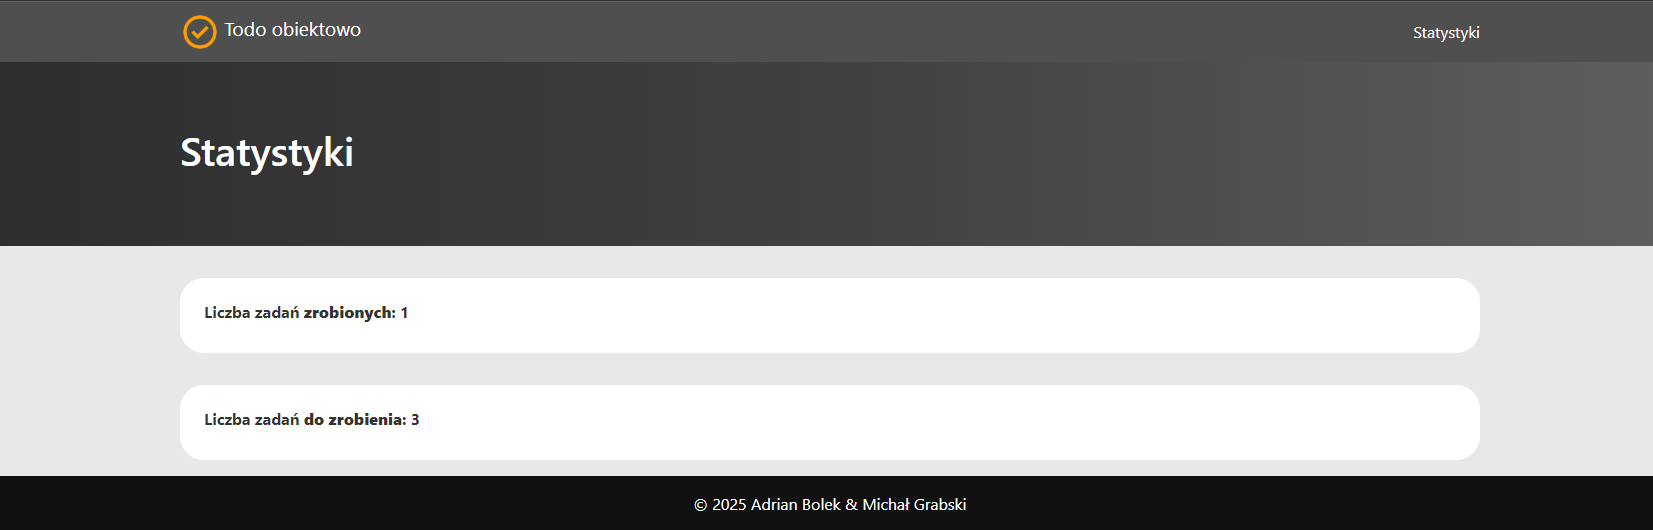 Todo obiektowo
Statystyki
Statystyki
Liczba zadań zrobionych: 1
Liczba zadań do zrobienia: 3
© 2025 Adrian Bolek & Michał Grabski